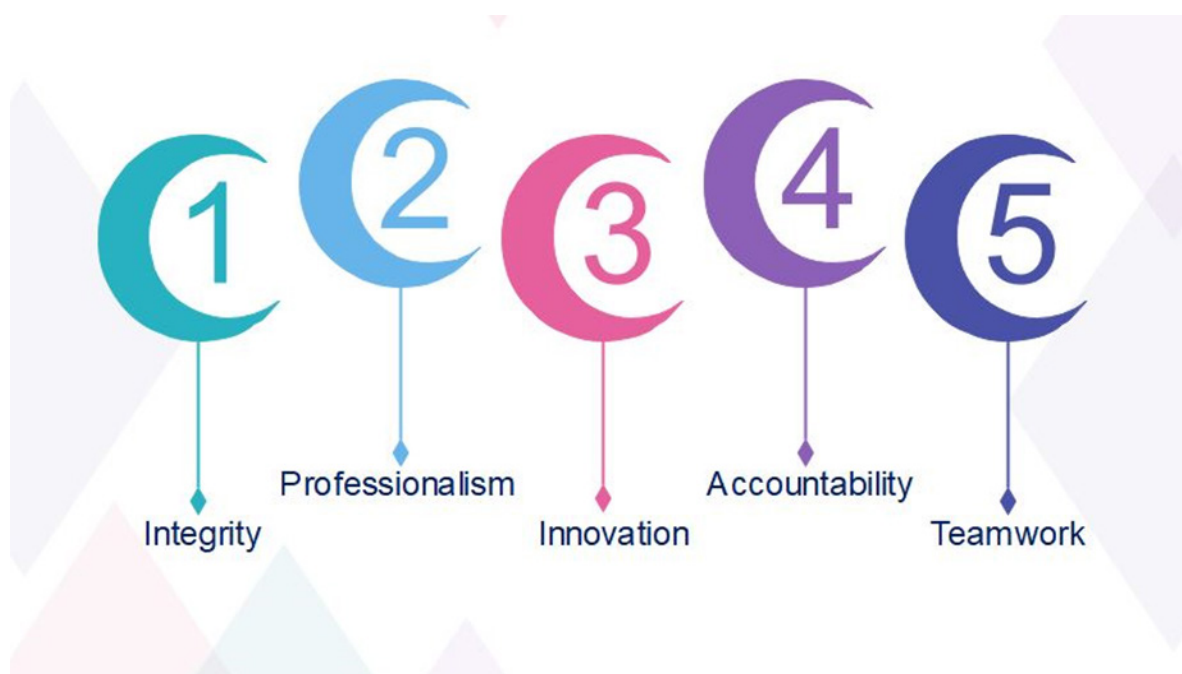 1
2
3
4
5
Integrity
Professionalism
Innovation
Accountability
Teamwork